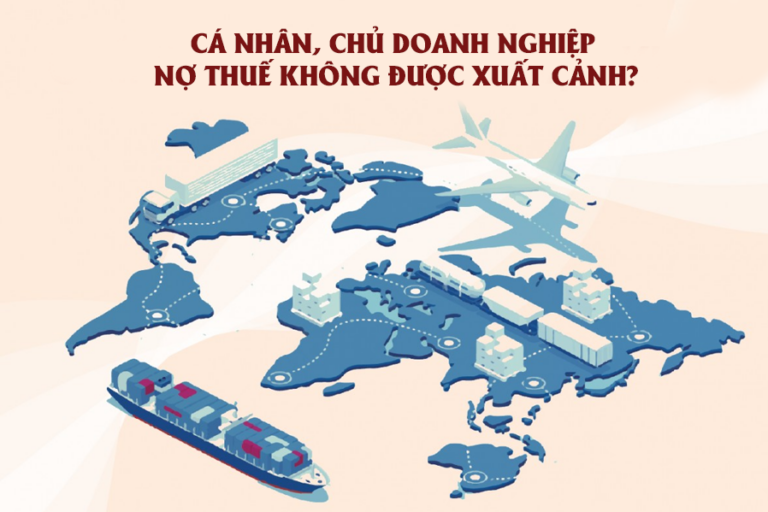 CÁ NHÂN, CHỦ DOANH NGHIỆP
NỢ THUẾ KHÔNG ĐƯỢC XUẤT CẢNH?